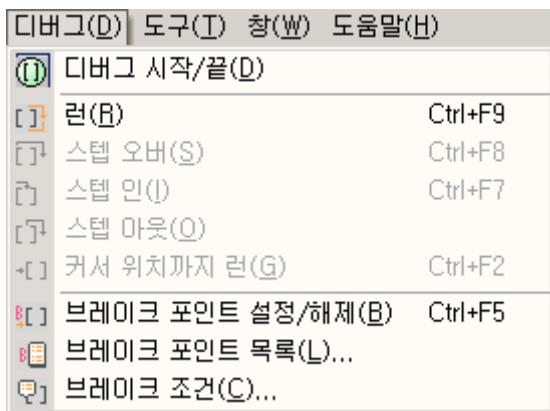 디버그(D) 도구(T) 창(W) 도움말(H)
디버그 시작/끝(D)
런(R) Ctrl+F9
스텝 오버(S) Ctrl+F8
스텝 인(I) Ctrl+F7
스텝 아웃(O)
커서 위치까지 런(G) Ctrl+F2
브레이크 포인트 설정/해제(B) Ctrl+F5
브레이크 포인트 목록(L)...
브레이크 조건(C)...